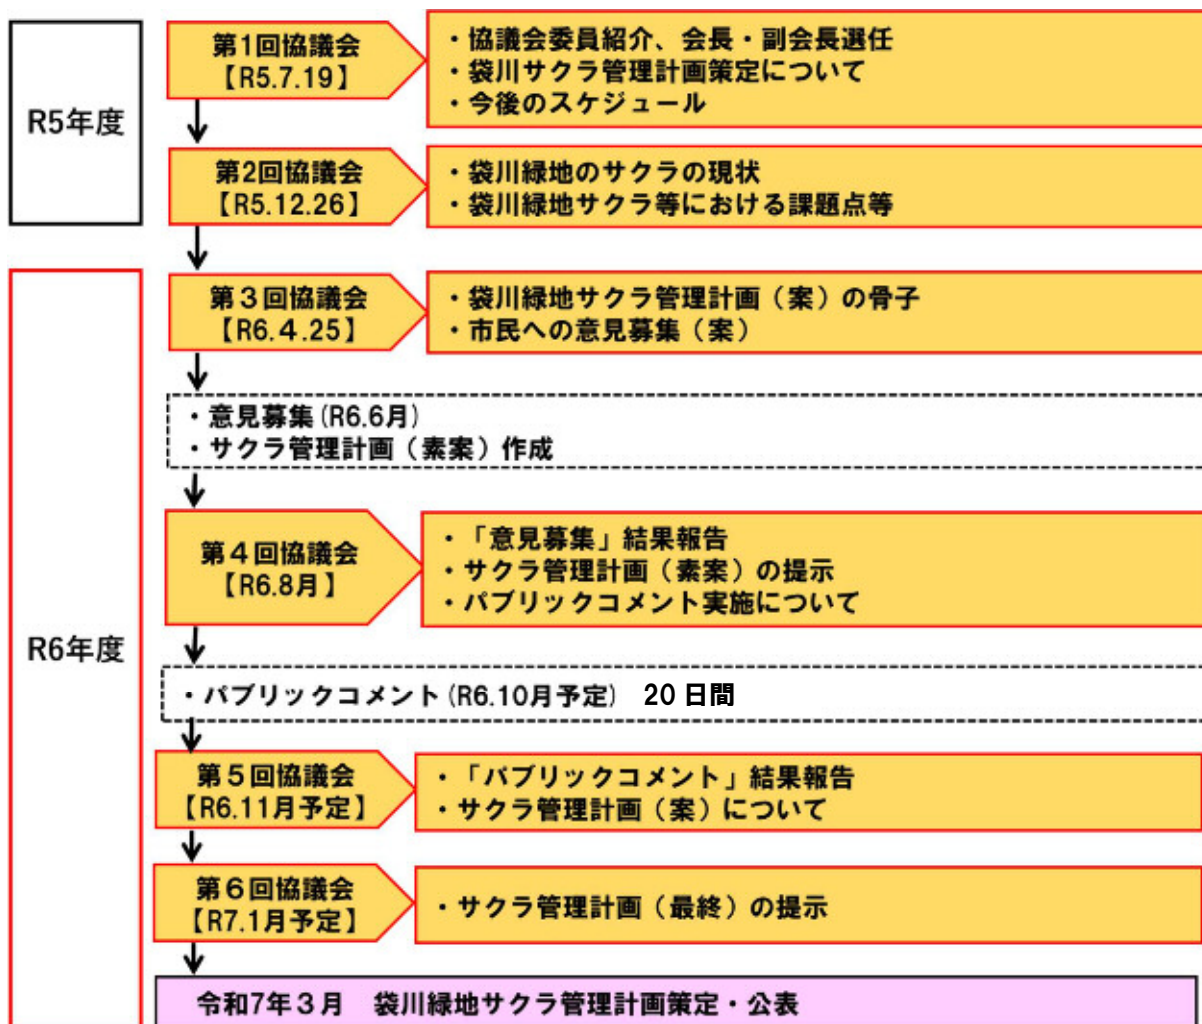 R5年度
第1回協議会
【R5.7.19】
・協議会委員紹介、会長・副会長選任
・袋川サクラ管理計画策定について
・今後のスケジュール
第2回協議会
【R5.12.26】
・袋川緑地のサクラの現状
・袋川緑地サクラ等における課題点等
R6年度
第３回協議会
【R6.４.25】
・袋川緑地サクラ管理計画（案）の骨子
・市民への意見募集（案）
・意見募集(R6.6月)
・サクラ管理計画（素案）作成
第４回協議会
【R6.8月】
・「意見募集」結果報告
・サクラ管理計画（素案）の提示
・パブリックコメント実施について
・パブリックコメント(R6.10月予定) 20日間
第５回協議会
【R6.11月予定】
・「パブリックコメント」結果報告
・サクラ管理計画（案）について
第６回協議会
【R7.1月予定】
・サクラ管理計画（最終）の提示
令和7年３月 袋川緑地サクラ管理計画策定・公表